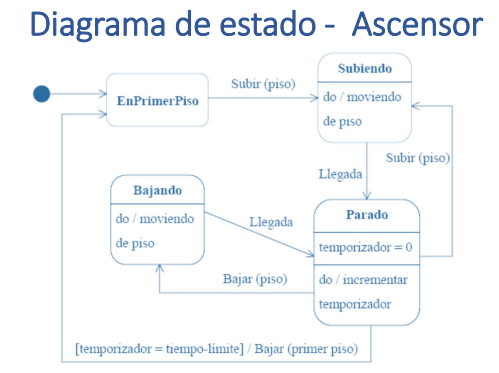 Diagrama de estado - Ascensor
Subiendo
do / moviendo
de piso
Subir (piso)
EnPrimerPiso
Subir (piso)
Llegada
Bajando
do / moviendo
de piso
Llegada
Parado
temporizador = 0
do / incrementar
temporizador
Bajar (piso)
[temporizador = tiempo-límite] / Bajar (primer piso)